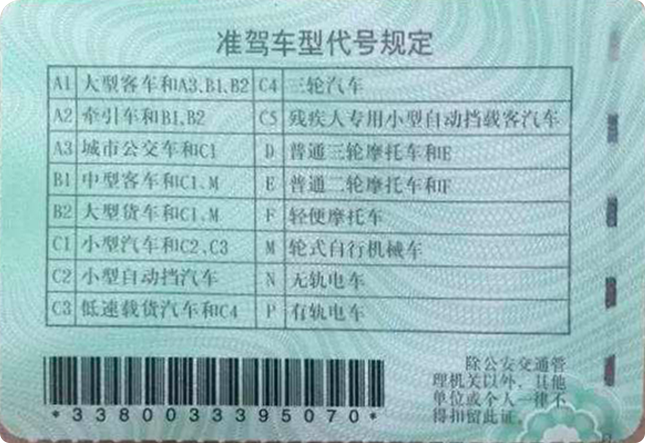 准驾车型代号规定
A1 大型客车和A3、B1、B2 C4 三轮汽车
A2 牵引车和B1、B2 C5 残疾人专用小型自动挡载客汽车
A3 城市公交车和C1 D 普通三轮摩托车和E
B1 中型客车和C1、M E 普通二轮摩托车和F
B2 大型货车和C1、M F 轻便摩托车
C1 小型汽车和C2、C3 M 轮式自行机械车
C2 小型自动挡汽车 N 无轨电车
C3 低速载货汽车和C4 P 有轨电车
除公安交通管
理机关以外，其他
单位或个人一律不
得扣留此证。
*3380033395070*